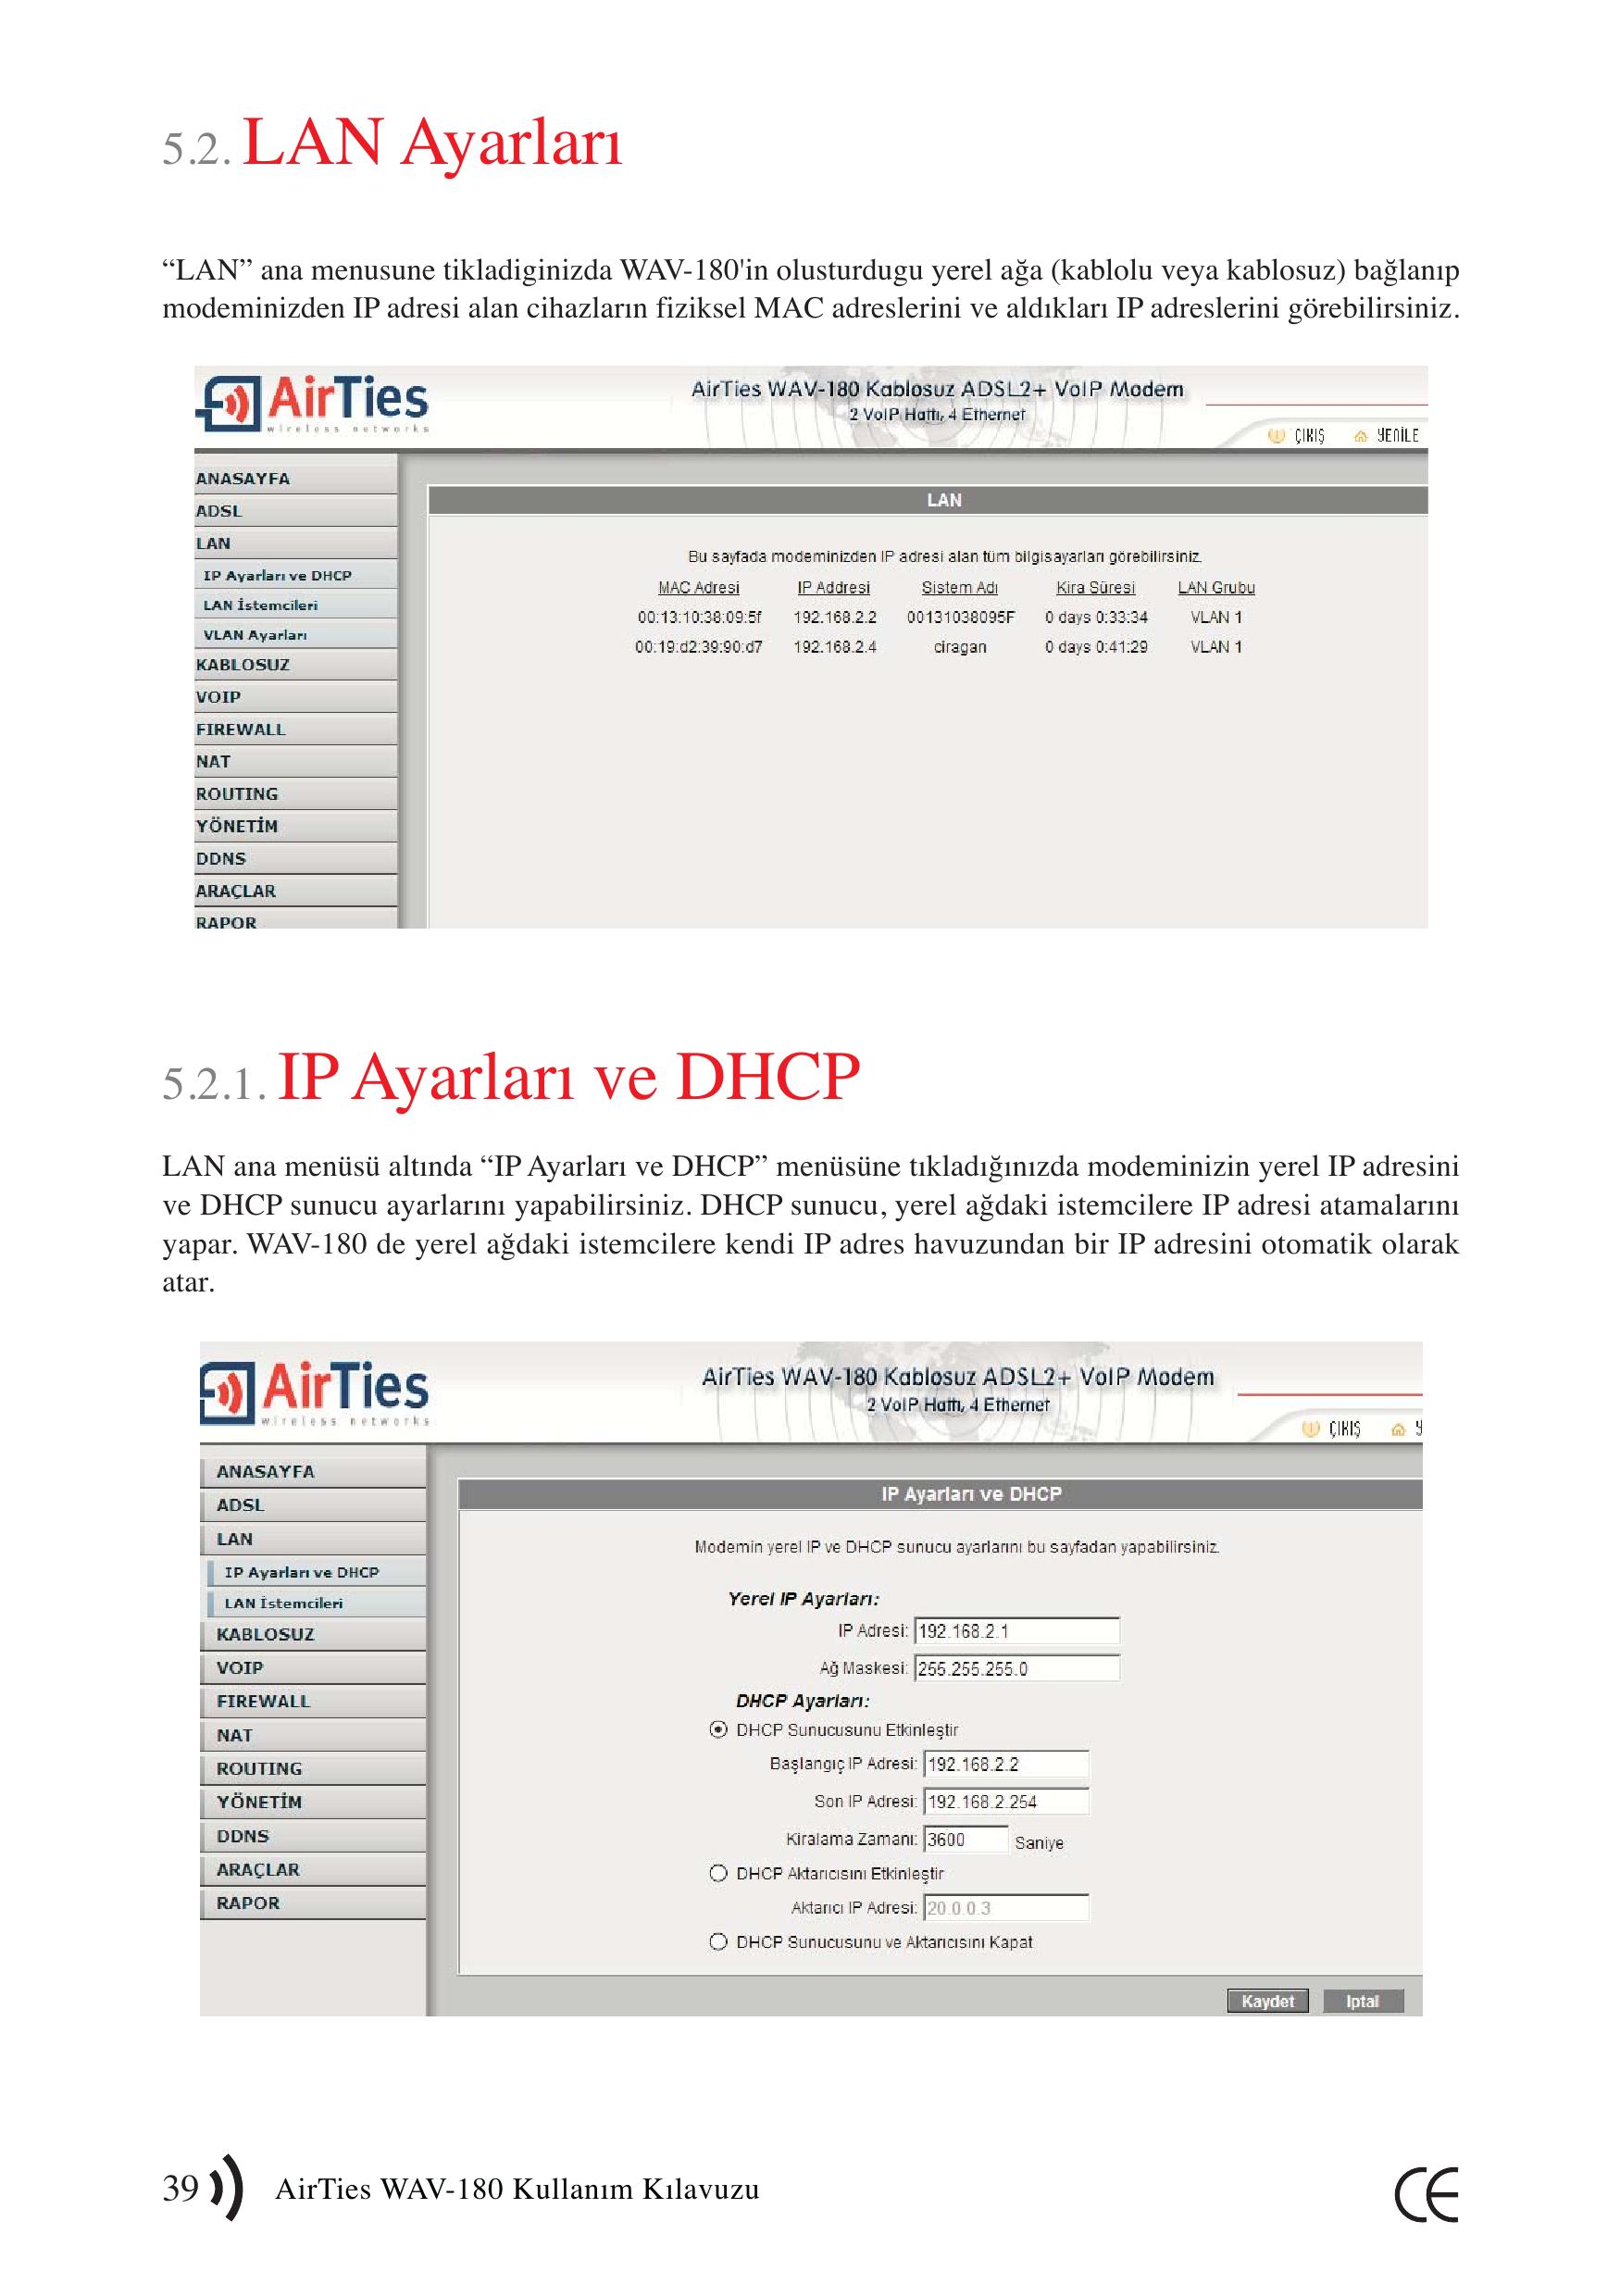 5.2. LAN Ayarları
“LAN” ana menusune tikladiginizda WAV-180'in olusturdugu yerel ağa (kablolu veya kablosuz) bağlanıp
modeminizden IP adresi alan cihazların fiziksel MAC adreslerini ve aldıkları IP adreslerini görebilirsiniz.
AirTies
wireless networks
AirTies WAV-180 Kablosuz ADSL2+ VoIP Modem
2 VoIP Hattı, 4 Ethernet
ÇIKIŞ YENİLE
ANASAYFA
ADSL
LAN
IP Ayarları ve DHCP
LAN İstemcileri
VLAN Ayarları
KABLOSUZ
VOIP
FIREWALL
NAT
ROUTING
YÖNETİM
DDNS
ARAÇLAR
RAPOR
LAN
Bu sayfada modeminizden IP adresi alan tüm bilgisayarları görebilirsiniz.
MAC Adresi IP Addresi Sistem Adı Kira Süresi LAN Grubu
00:13:10:38:09:5f 192.168.2.2 00131038095F 0 days 0:33:34 VLAN 1
00:19:d2:39:90:d7 192.168.2.4 ciragan 0 days 0:41:29 VLAN 1
5.2.1. IP Ayarları ve DHCP
LAN ana menüsü altında “IP Ayarları ve DHCP” menüsüne tıkladığınızda modeminizin yerel IP adresini
ve DHCP sunucu ayarlarını yapabilirsiniz. DHCP sunucu, yerel ağdaki istemcilere IP adresi atamalarını
yapar. WAV-180 de yerel ağdaki istemcilere kendi IP adres havuzundan bir IP adresini otomatik olarak
atar.
AirTies
wireless networks
AirTies WAV-180 Kablosuz ADSL2+ VoIP Modem
2 VoIP Hattı, 4 Ethernet
ÇIKIŞ Y
ANASAYFA
ADSL
LAN
IP Ayarları ve DHCP
LAN İstemcileri
KABLOSUZ
VOIP
FIREWALL
NAT
ROUTING
YÖNETİM
DDNS
ARAÇLAR
RAPOR
IP Ayarları ve DHCP
Modemin yerel IP ve DHCP sunucu ayarlarını bu sayfadan yapabilirsiniz.
Yerel IP Ayarları:
IP Adresi: 192.168.2.1
Ağ Maskesi: 255.255.255.0
DHCP Ayarları:
DHCP Sunucusunu Etkinleştir
Başlangıç IP Adresi: 192.168.2.2
Son IP Adresi: 192.168.2.254
Kiralama Zamanı: 3600 Saniye
DHCP Aktarıcısını Etkinleştir
Aktarıcı IP Adresi: 20.0.0.3
DHCP Sunucusunu ve Aktarıcısını Kapat
Kaydet Iptal
39 AirTies WAV-180 Kullanım Kılavuzu CE